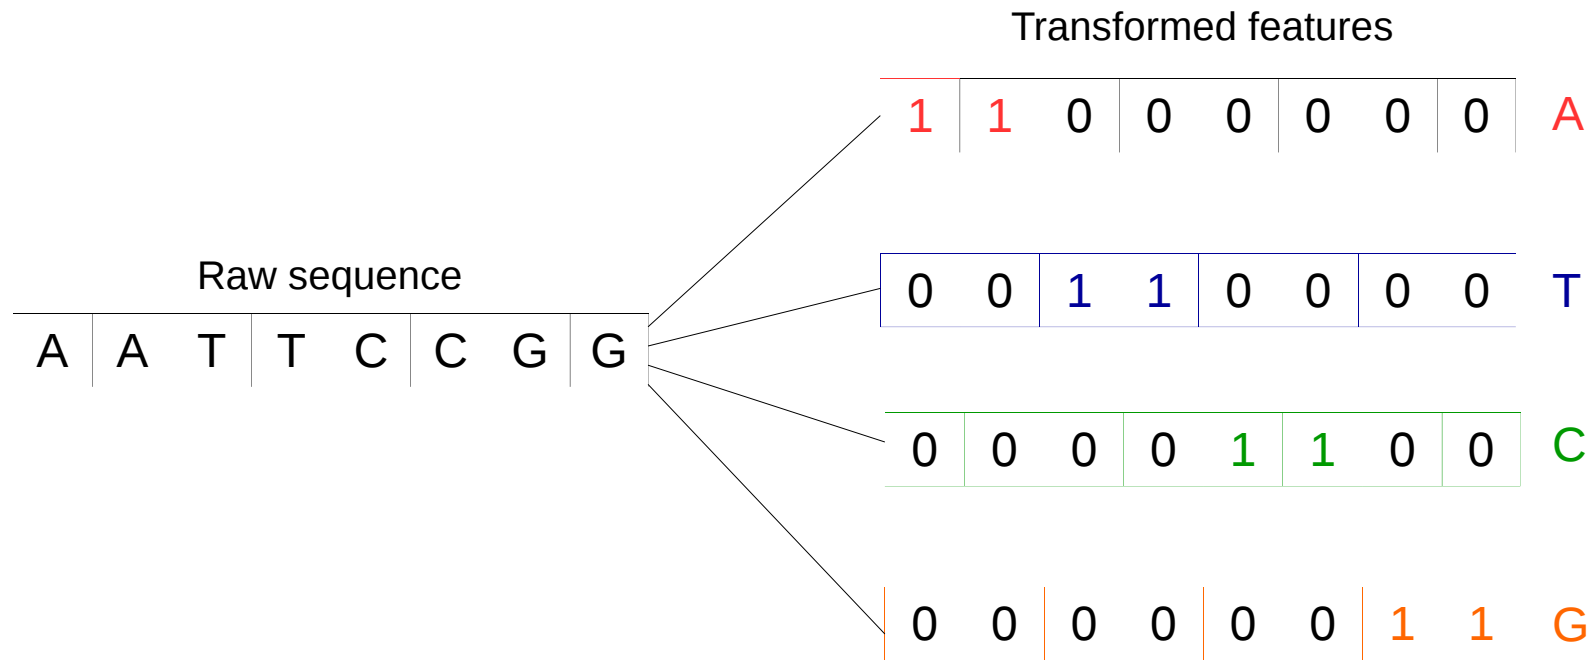 Transformed features
1 1 0 0 0 0 0 0 A
0 0 1 1 0 0 0 0 T
Raw sequence
A A T T C C G G
0 0 0 0 1 1 0 0 C
0 0 0 0 0 0 1 1 G